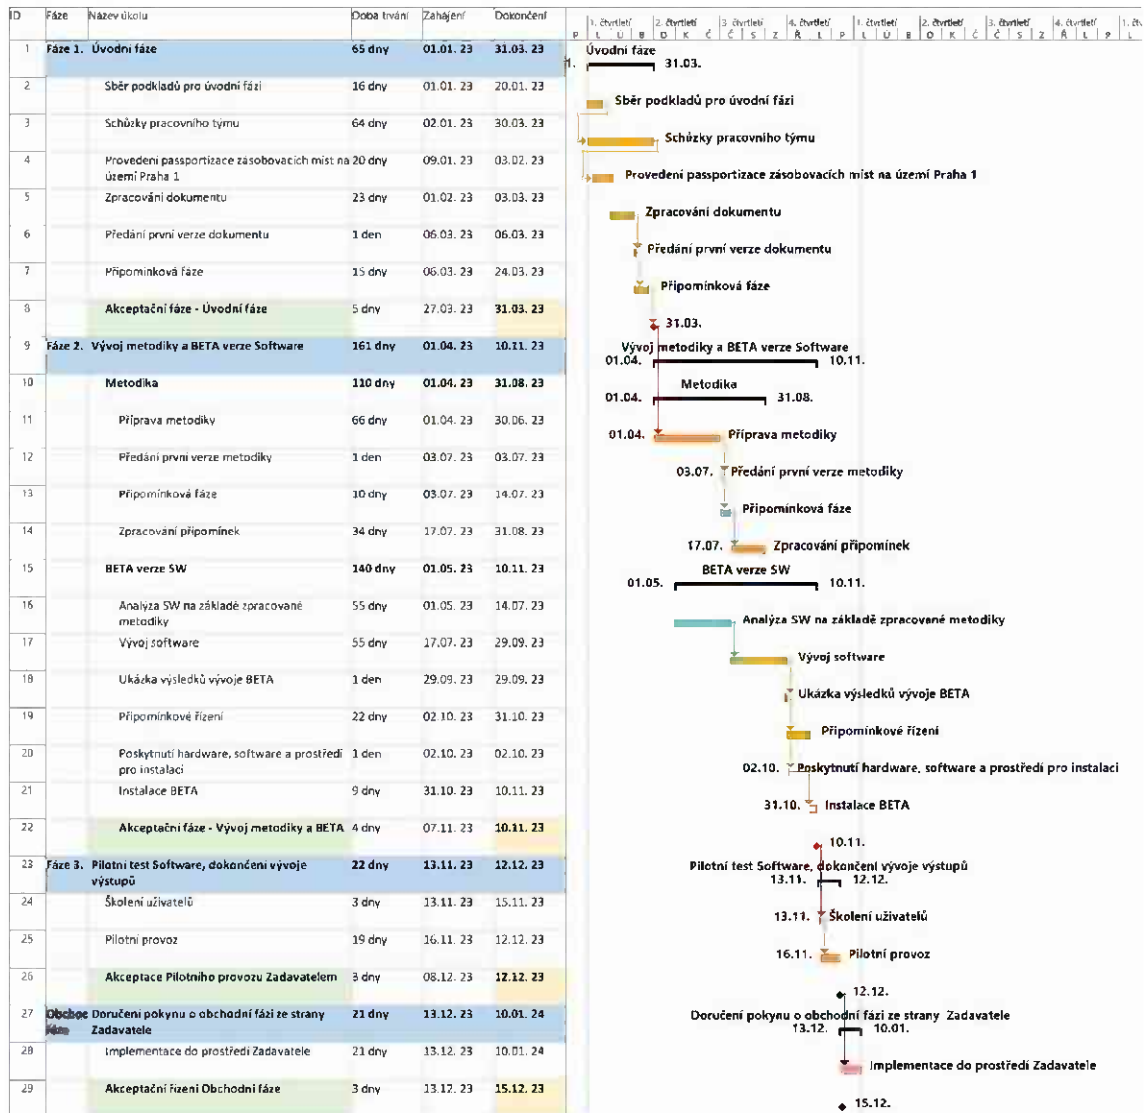 ID Fáze Název úkolu Doba trvání Zahájení Dokončení
1. čtvrtletí 2. čtvrtletí 3. čtvrtletí 4. čtvrtletí 1. čtvrtletí 2. čtvrtletí 3. čtvrtletí 4. čtvrtletí 1. čt
P L Ú B D K Č Č S Z Ř L P L Ú B D K Č Č S Z Ř L P L
1 Fáze 1. Úvodní fáze 65 dny 01.01. 23 31.03. 23
Úvodní fáze
1. 31.03.
2 Sběr podkladů pro úvodní fázi 16 dny 01.01. 23 20.01. 23
Sběr podkladů pro úvodní fázi
3 Schůzky pracovního týmu 64 dny 02.01. 23 30.03. 23
Schůzky pracovního týmu
4 Provedení passportizace zásobovacích míst na území Praha 1 20 dny 09.01. 23 03.02. 23
Provedení passportizace zásobovacích míst na území Praha 1
5 Zpracování dokumentu 23 dny 01.02. 23 03.03. 23
Zpracování dokumentu
6 Předání první verze dokumentu 1 den 06.03. 23 06.03. 23
Předání první verze dokumentu
7 Připomínková fáze 15 dny 06.03. 23 24.03. 23
Připomínková fáze
8 Akceptační fáze - Úvodní fáze 5 dny 27.03. 23 31.03. 23
31.03.
9 Fáze 2. Vývoj metodiky a BETA verze Software 161 dny 01.04. 23 10.11. 23
Vývoj metodiky a BETA verze Software
01.04. 10.11.
10 Metodika 110 dny 01.04. 23 31.08. 23
Metodika
01.04. 31.08.
11 Příprava metodiky 66 dny 01.04. 23 30.06. 23
01.04. Příprava metodiky
12 Předání první verze metodiky 1 den 03.07. 23 03.07. 23
03.07. Předání první verze metodiky
13 Připomínková fáze 10 dny 03.07. 23 14.07. 23
Připomínková fáze
14 Zpracování připomínek 34 dny 17.07. 23 31.08. 23
17.07. Zpracování připomínek
15 BETA verze SW 140 dny 01.05. 23 10.11. 23
BETA verze SW
01.05. 10.11.
16 Analýza SW na základě zpracované metodiky 55 dny 01.05. 23 14.07. 23
Analýza SW na základě zpracované metodiky
17 Vývoj software 55 dny 17.07. 23 29.09. 23
Vývoj software
18 Ukázka výsledků vývoje BETA 1 den 29.09. 23 29.09. 23
Ukázka výsledků vývoje BETA
19 Připomínkové řízení 22 dny 02.10. 23 31.10. 23
Připomínkové řízení
20 Poskytnutí hardware, software a prostředí pro instalaci 1 den 02.10. 23 02.10. 23
02.10. Poskytnutí hardware, software a prostředí pro instalaci
21 Instalace BETA 9 dny 31.10. 23 10.11. 23
31.10. Instalace BETA
22 Akceptační fáze - Vývoj metodiky a BETA 4 dny 07.11. 23 10.11. 23
10.11.
23 Fáze 3. Pilotní test Software, dokončení vývoje výstupů 22 dny 13.11. 23 12.12. 23
Pilotní test Software, dokončení vývoje výstupů
13.11. 12.12.
24 Školení uživatelů 3 dny 13.11. 23 15.11. 23
13.11. Školení uživatelů
25 Pilotní provoz 19 dny 16.11. 23 12.12. 23
16.11. Pilotní provoz
26 Akceptace Pilotního provozu Zadavatelem 3 dny 08.12. 23 12.12. 23
12.12.
27 Doručení pokynu o obchodní fázi ze strany Zadavatele 21 dny 13.12. 23 10.01. 24
Doručení pokynu o obchodní fázi ze strany Zadavatele
13.12. 10.01.
28 Implementace do prostředí Zadavatele 21 dny 13.12. 23 10.01. 24
Implementace do prostředí Zadavatele
29 Akceptační řízení Obchodní fáze 3 dny 13.12. 23 15.12. 23
15.12.